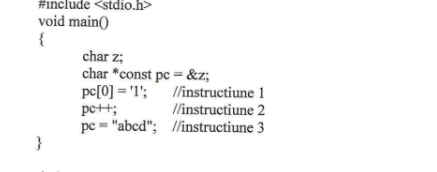 #include <stdio.h>
void main()
{
char z;
char *const pc = &z;
pc[0] = '1'; //instructiune 1
pc++; //instructiune 2
pc = "abcd"; //instructiune 3
}